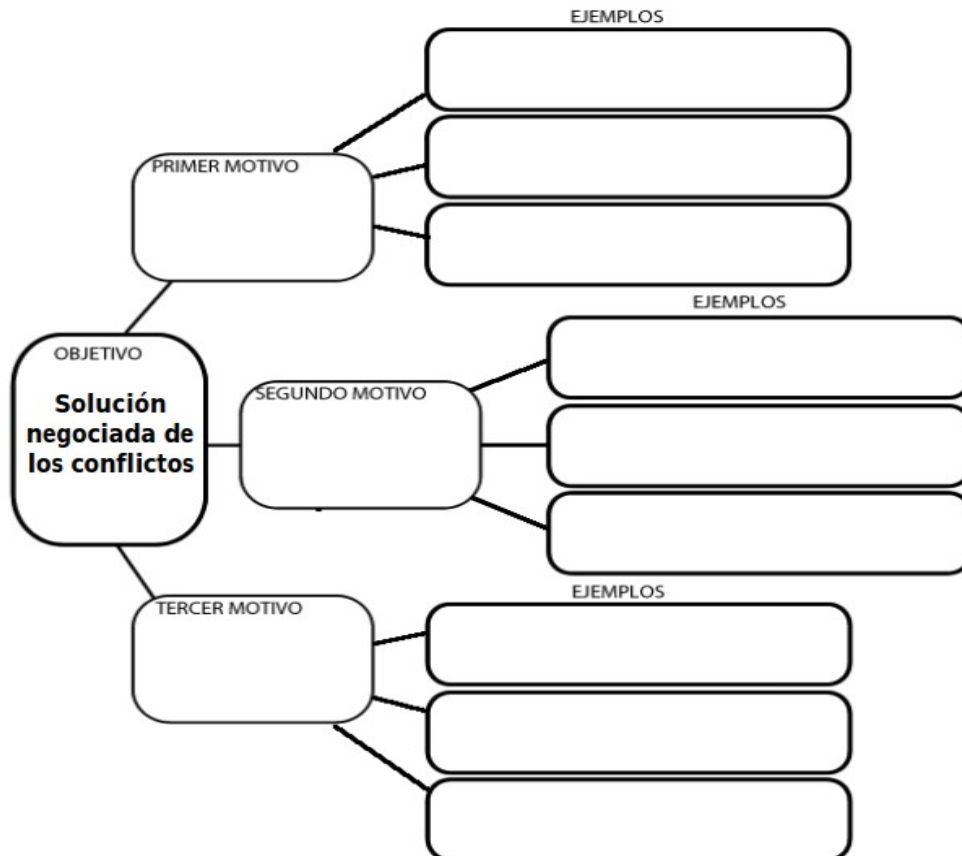 EJEMPLOS
PRIMER MOTIVO
EJEMPLOS
OBJETIVO
Solución
negociada de
los conflictos
SEGUNDO MOTIVO
EJEMPLOS
TERCER MOTIVO